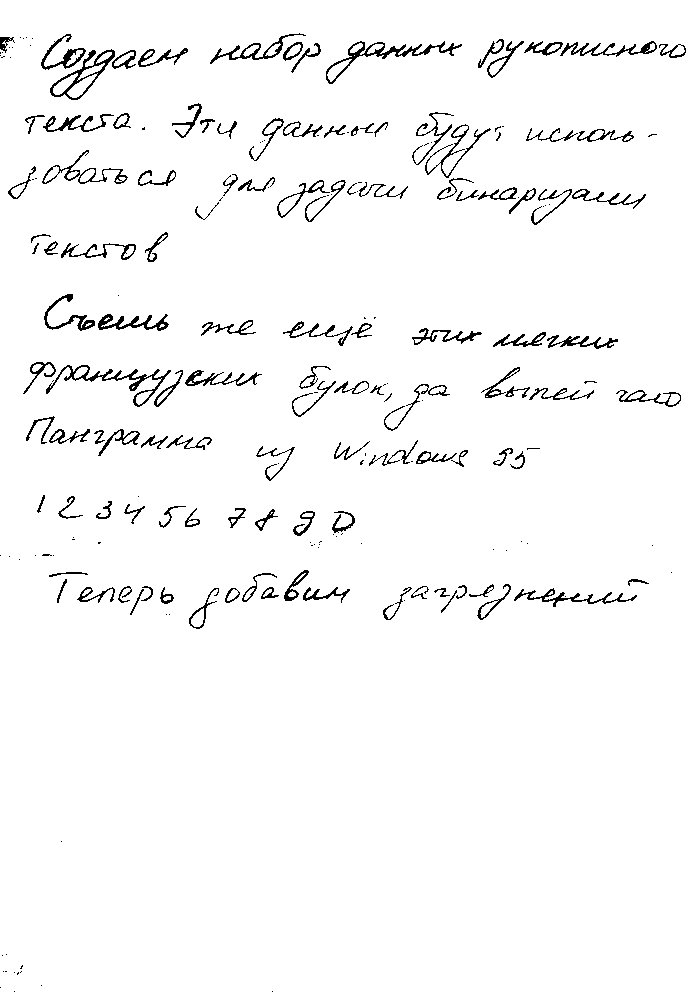 Создаем набор данных рукописного
текста. Эти данные будут исполь-
зоваться для задачи бинаризации
текстов
Съешь же ещё этих мягких
французских булок, да выпей чаю
Панграмма из Windows 95
1 2 3 4 5 6 7 8 9 0
Теперь добавим загрязнений